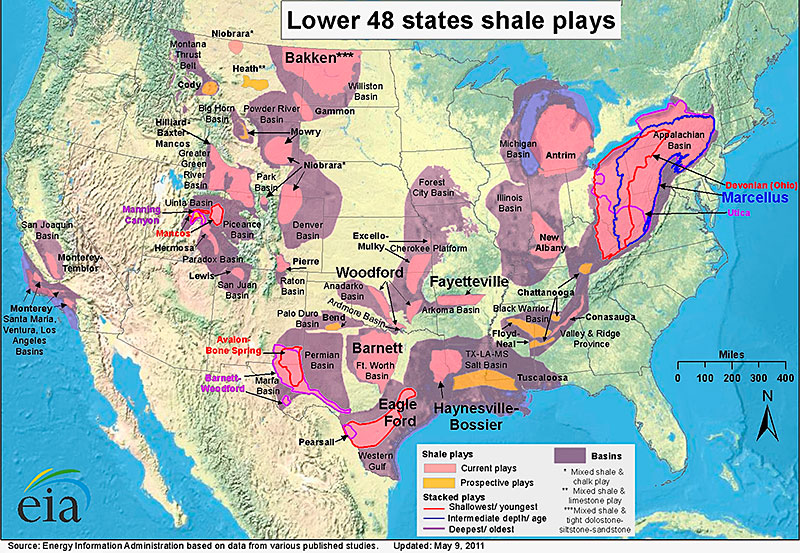 Lower 48 states shale plays
Niobrara*
Montana
Thrust
Belt
Bakken***
Heath**
Cody
Williston
Basin
Big Horn
Basin
Powder River
Basin
Gammon
Hilliard-
Baxter-
Mancos
Mowry
Greater
Green
River
Basin
Park
Basin
Niobrara*
Michigan
Basin
Antrim
Appalachian
Basin
Devonian (Ohio)
Marcellus
Utica
Uinta Basin
Manning
Canyon
Mancos
Piceance
Basin
Denver
Basin
Forest
City Basin
Illinois
Basin
San Joaquin
Basin
Hermosa
Paradox Basin
Excello-
Mulky
Cherokee Platform
New
Albany
Monterey-
Temblor
Lewis
San Juan
Basin
Pierre
Raton
Basin
Woodford
Anadarko
Basin
Fayetteville
Chattanooga
Monterey
Santa Maria,
Ventura, Los
Angeles
Basins
Palo Duro
Basin
Bend
Ardmore Basin
Arkoma Basin
Black Warrior
Basin
Conasauga
Floyd-
Neal
Valley & Ridge
Province
Avalon-
Bone Spring
Permian
Basin
Barnett
Ft. Worth
Basin
TX-LA-MS
Salt Basin
Tuscaloosa
Barnett-
Woodford
Marfa
Basin
Eagle
Ford
Haynesville-
Bossier
Pearsall
Western
Gulf
Miles
0 100 200 300 400
N
Shale plays
Current plays
Prospective plays
Stacked plays
Shallowest/ youngest
Intermediate depth/ age
Deepest/ oldest
Basins
* Mixed shale &
chalk play
** Mixed shale &
limestone play
***Mixed shale &
tight dolostone-
siltstone-sandstone
eia
Source: Energy Information Administration based on data from various published studies. Updated: May 9, 2011